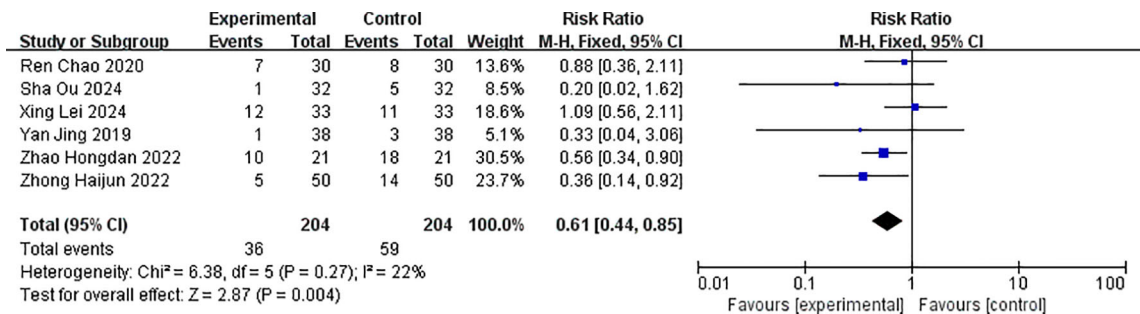 Experimental Control Risk Ratio Risk Ratio
Study or Subgroup Events Total Events Total Weight M-H, Fixed, 95% CI M-H, Fixed, 95% CI
Ren Chao 2020 7 30 8 30 13.6% 0.88 [0.36, 2.11]
Sha Ou 2024 1 32 5 32 8.5% 0.20 [0.02, 1.62]
Xing Lei 2024 12 33 11 33 18.6% 1.09 [0.56, 2.11]
Yan Jing 2019 1 38 3 38 5.1% 0.33 [0.04, 3.06]
Zhao Hongdan 2022 10 21 18 21 30.5% 0.56 [0.34, 0.90]
Zhong Haijun 2022 5 50 14 50 23.7% 0.36 [0.14, 0.92]
Total (95% CI) 204 204 100.0% 0.61 [0.44, 0.85]
Total events 36 59
Heterogeneity: Chi² = 6.38, df = 5 (P = 0.27); I² = 22%
Test for overall effect: Z = 2.87 (P = 0.004)
0.01 0.1 1 10 100
Favours [experimental] Favours [control]